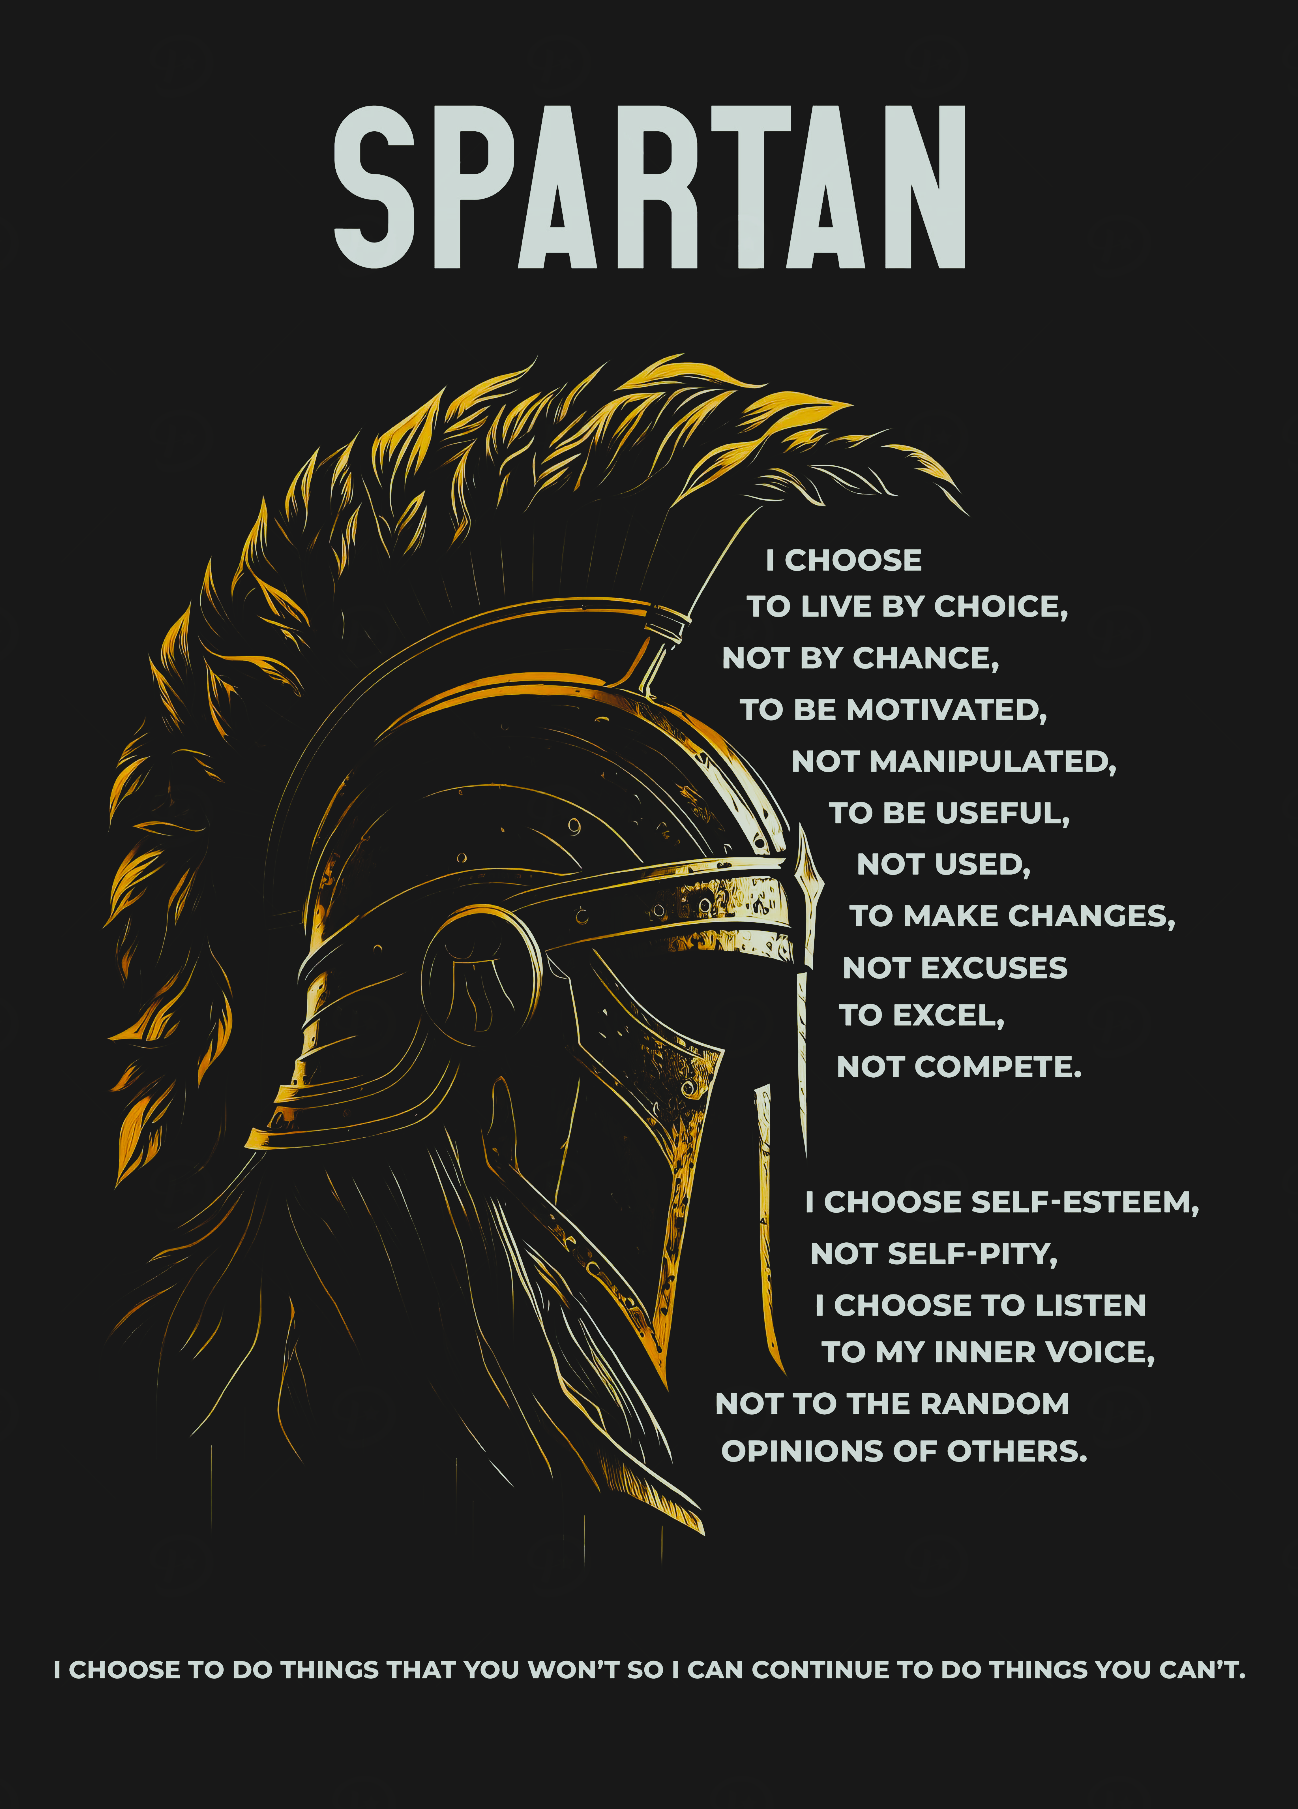 SPARTAN
I CHOOSE
TO LIVE BY CHOICE,
NOT BY CHANCE,
TO BE MOTIVATED,
NOT MANIPULATED,
TO BE USEFUL,
NOT USED,
TO MAKE CHANGES,
NOT EXCUSES
TO EXCEL,
NOT COMPETE.
I CHOOSE SELF-ESTEEM,
NOT SELF-PITY,
I CHOOSE TO LISTEN
TO MY INNER VOICE,
NOT TO THE RANDOM
OPINIONS OF OTHERS.
I CHOOSE TO DO THINGS THAT YOU WON'T SO I CAN CONTINUE TO DO THINGS YOU CAN'T.